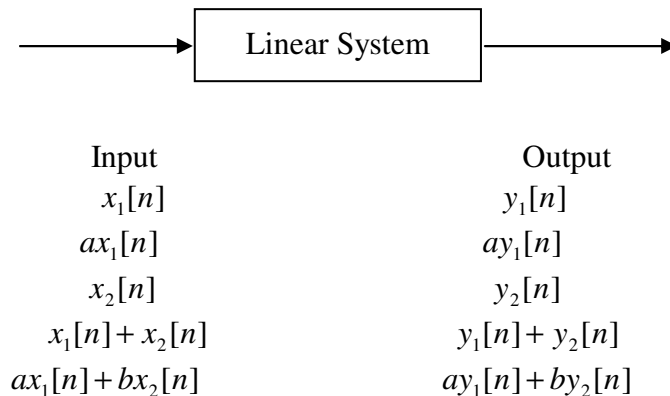 Linear System
Input Output
x₁[n] y₁[n]
ax₁[n] ay₁[n]
x₂[n] y₂[n]
x₁[n] + x₂[n] y₁[n] + y₂[n]
ax₁[n] + bx₂[n] ay₁[n] + by₂[n]